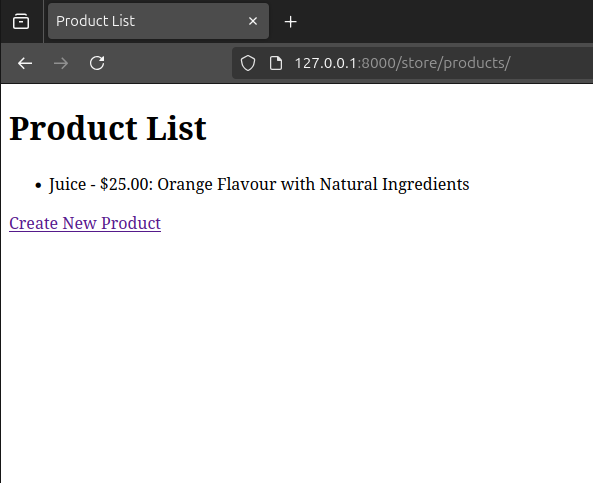 Product List
127.0.0.1:8000/store/products/
Product List
Juice - $25.00: Orange Flavour with Natural Ingredients
Create New Product